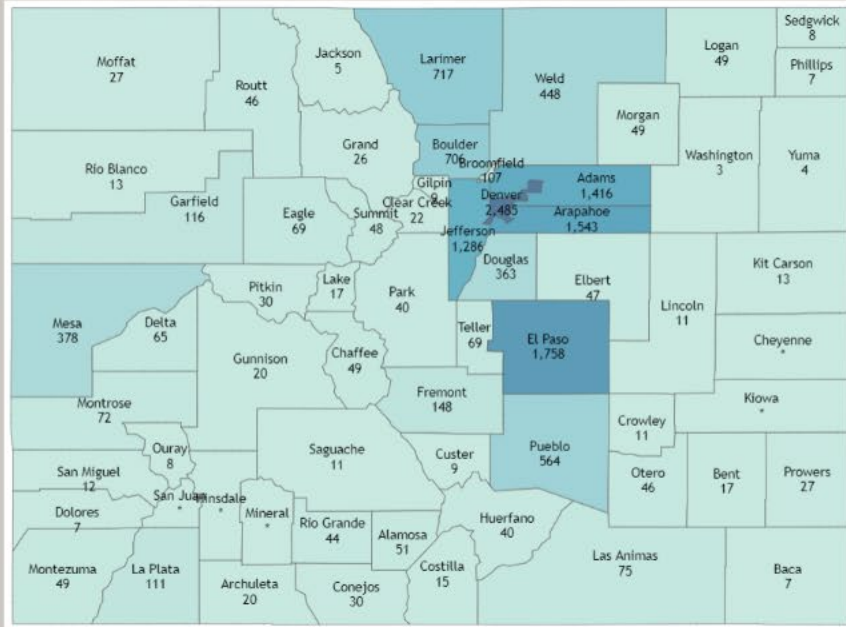 Moffat
27
Routt
46
Jackson
5
Larimer
717
Weld
448
Logan
49
Sedgwick
8
Phillips
7
Morgan
49
Washington
3
Yuma
4
Rio Blanco
13
Garfield
116
Grand
26
Boulder
706
Broomfield
107
Gilpin
9
Clear Creek
22
Adams
1,416
Denver
2,485
Arapahoe
1,543
Jefferson
1,286
Eagle
69
Summit
48
Douglas
363
Elbert
47
Kit Carson
13
Lincoln
11
Mesa
378
Delta
65
Pitkin
30
Lake
17
Park
40
Teller
69
El Paso
1,758
Cheyenne
*
Gunnison
20
Chaffee
49
Fremont
148
Kiowa
*
Montrose
72
Ouray
8
Saguache
11
Custer
9
Pueblo
564
Crowley
11
Otero
46
Bent
17
Prowers
27
San Miguel
12
San Juan
*
Hinsdale
*
Mineral
*
Dolores
7
Rio Grande
44
Alamosa
51
Huerfano
40
Las Animas
75
Baca
7
Montezuma
49
La Plata
111
Archuleta
20
Conejos
30
Costilla
15